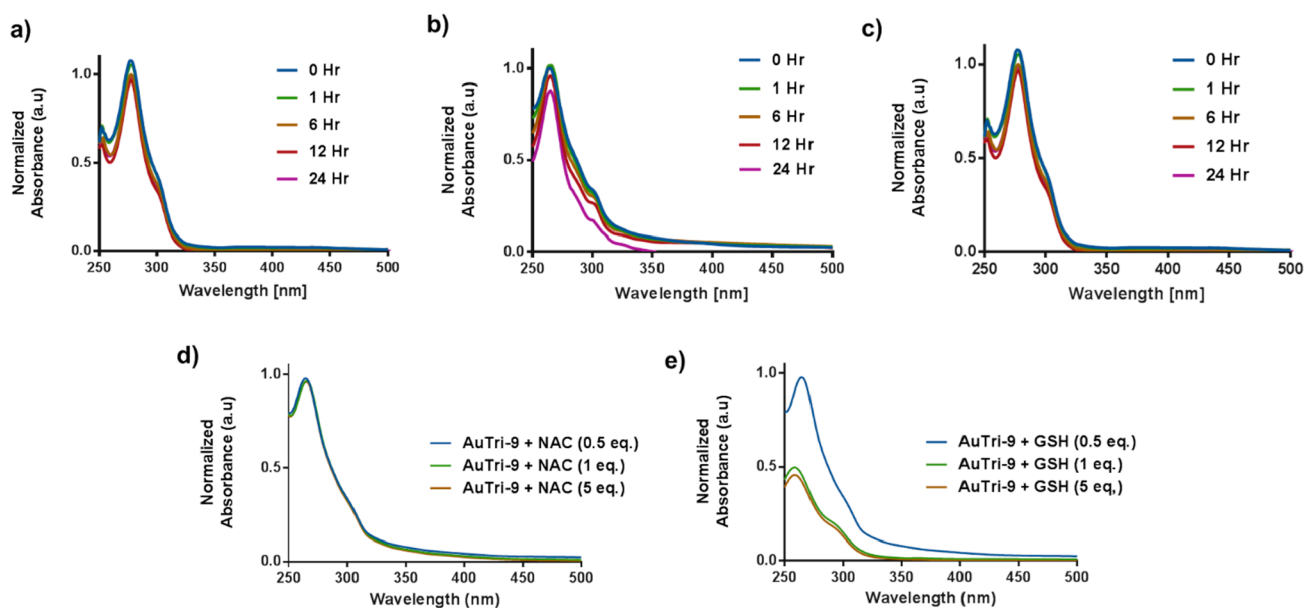 a)
Normalized
Absorbance (a.u)
1.0
0.5
0.0
250
300
350
400
450
500
Wavelength [nm]
0 Hr
1 Hr
6 Hr
12 Hr
24 Hr
b)
Normalized
Absorbance (a.u)
1.0
0.5
0.0
250
300
350
400
450
500
Wavelength [nm]
0 Hr
1 Hr
6 Hr
12 Hr
24 Hr
c)
Normalized
Absorbance (a.u)
1.0
0.5
0.0
250
300
350
400
450
500
Wavelength [nm]
0 Hr
1 Hr
6 Hr
12 Hr
24 Hr
d)
Normalized
Absorbance (a.u)
1.0
0.5
0.0
250
300
350
400
450
500
Wavelength (nm)
AuTri-9 + NAC (0.5 eq.)
AuTri-9 + NAC (1 eq.)
AuTri-9 + NAC (5 eq.)
e)
Normalized
Absorbance (a.u)
1.0
0.5
0.0
250
300
350
400
450
500
Wavelength (nm)
AuTri-9 + GSH (0.5 eq.)
AuTri-9 + GSH (1 eq.)
AuTri-9 + GSH (5 eq,)